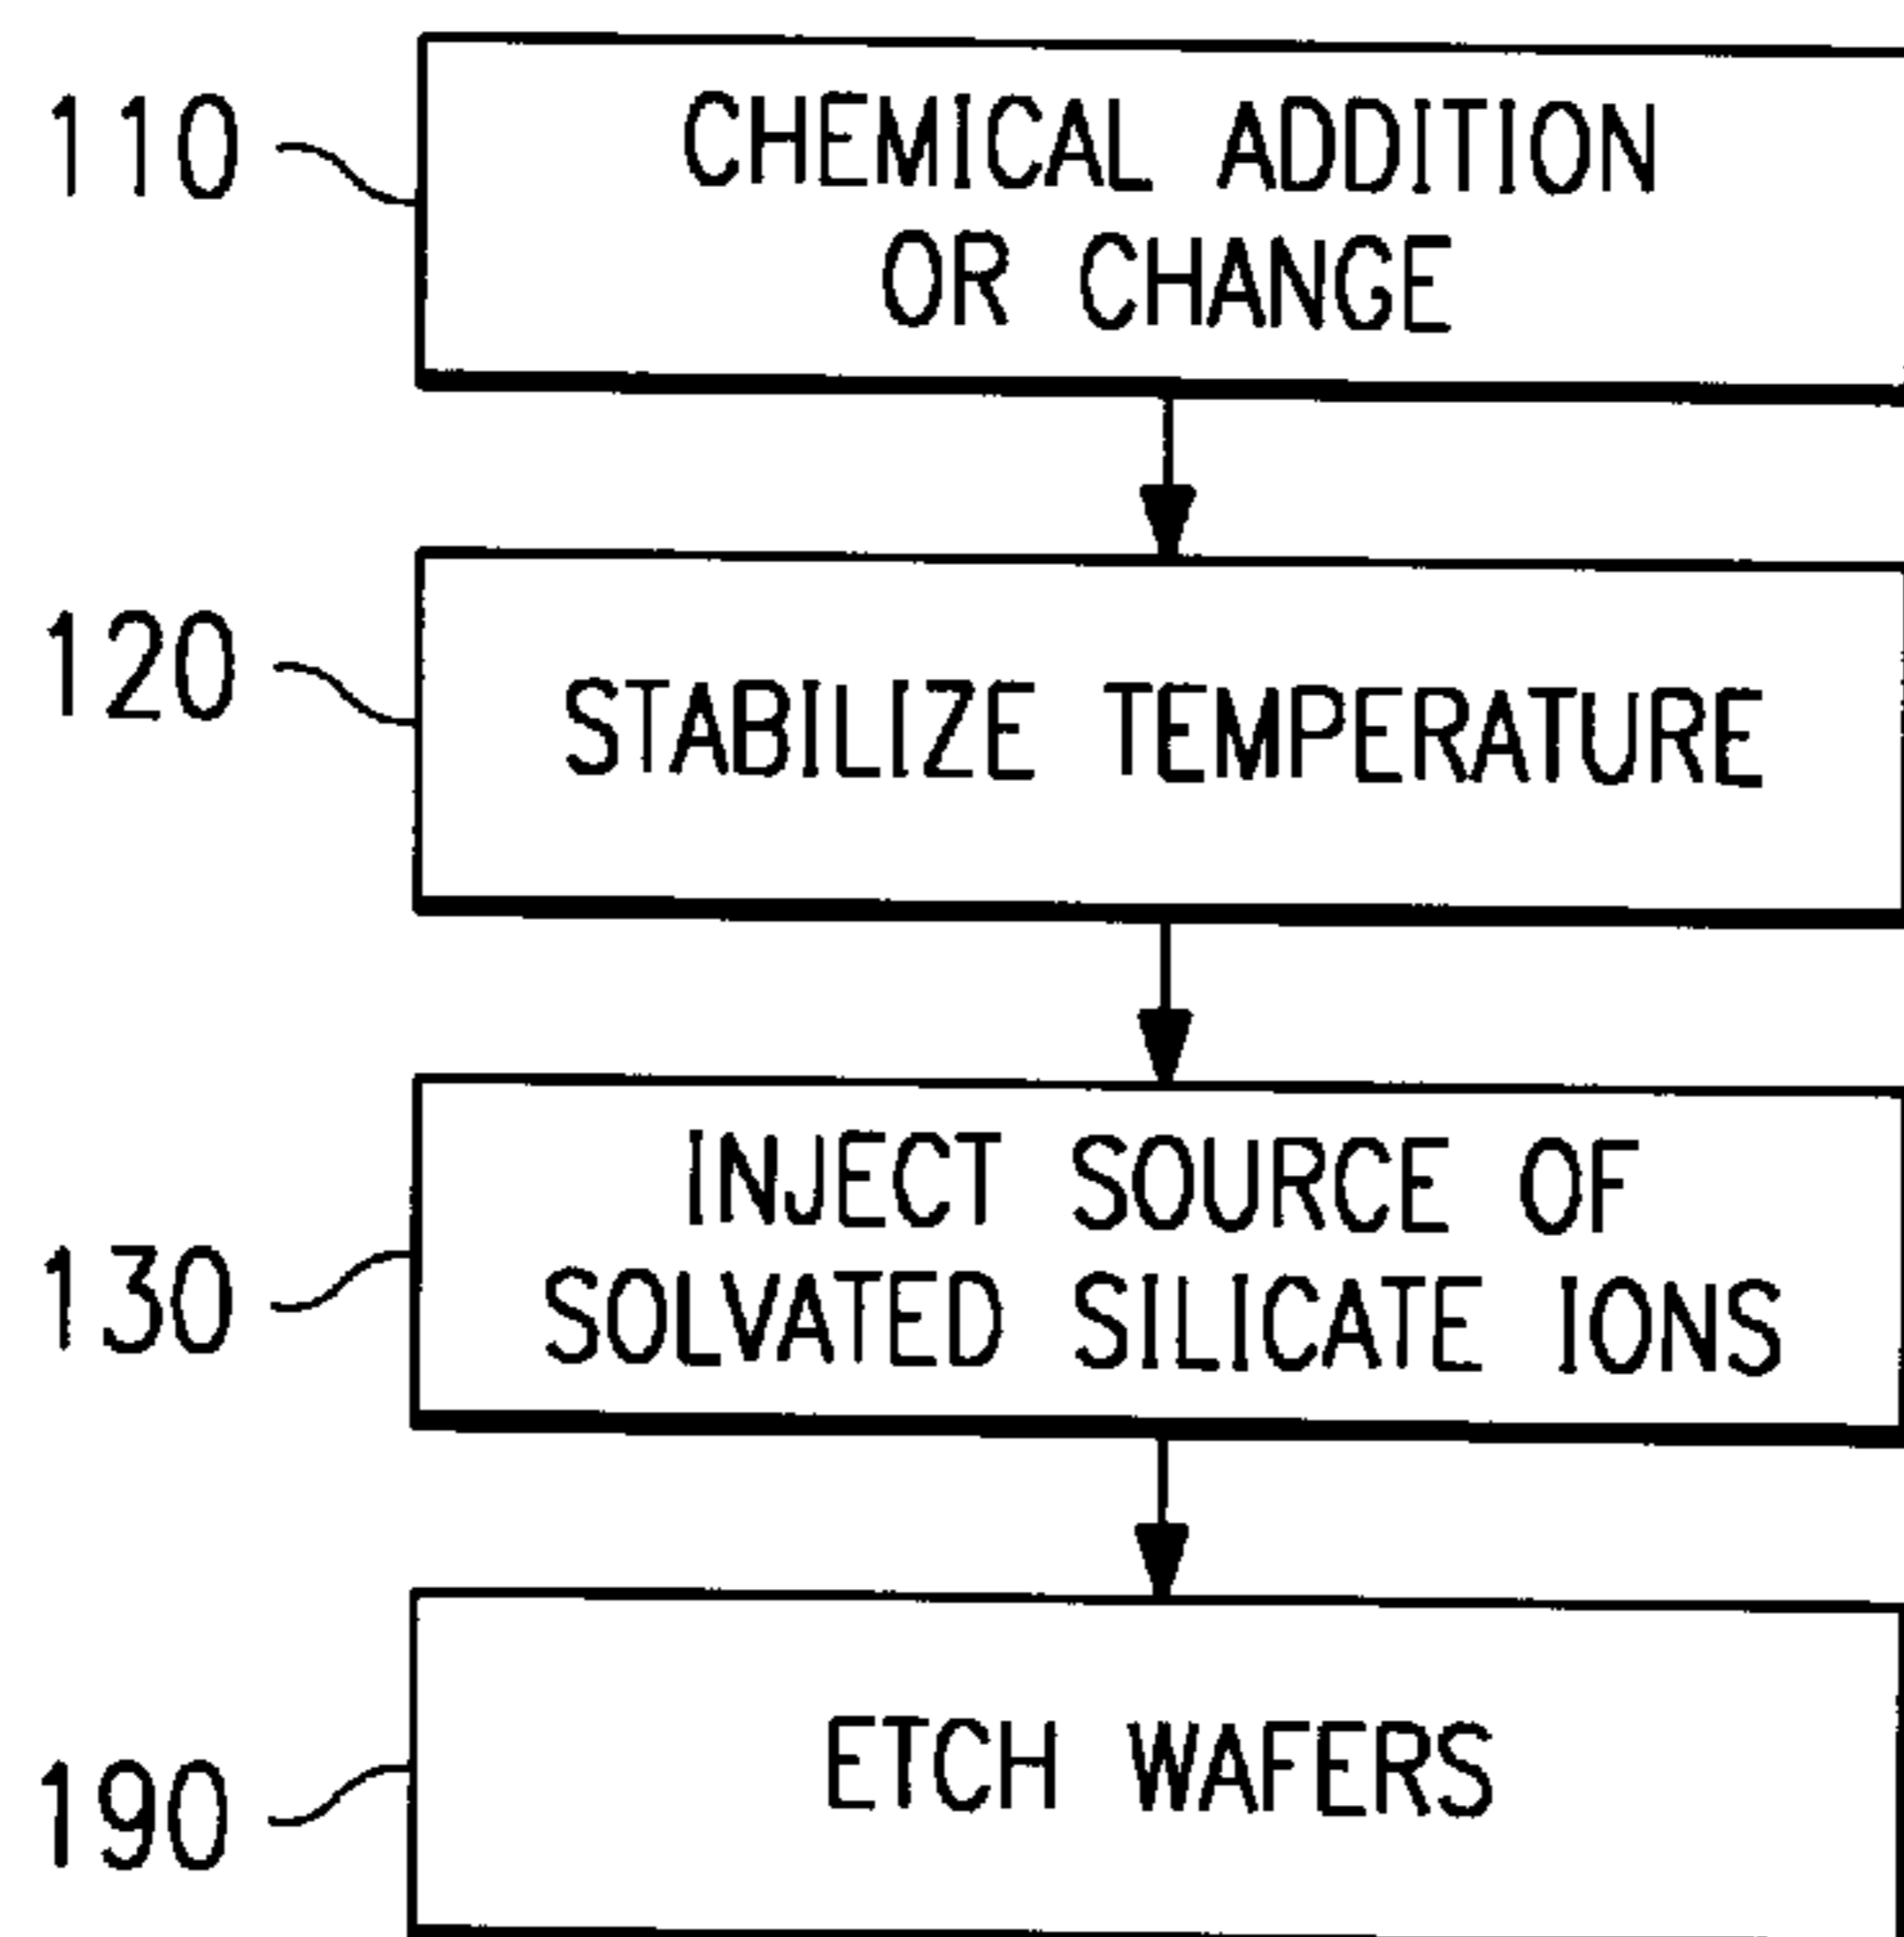 110
CHEMICAL ADDITION
OR CHANGE
120
STABILIZE TEMPERATURE
130
INJECT SOURCE OF
SOLVATED SILICATE IONS
190
ETCH WAFERS